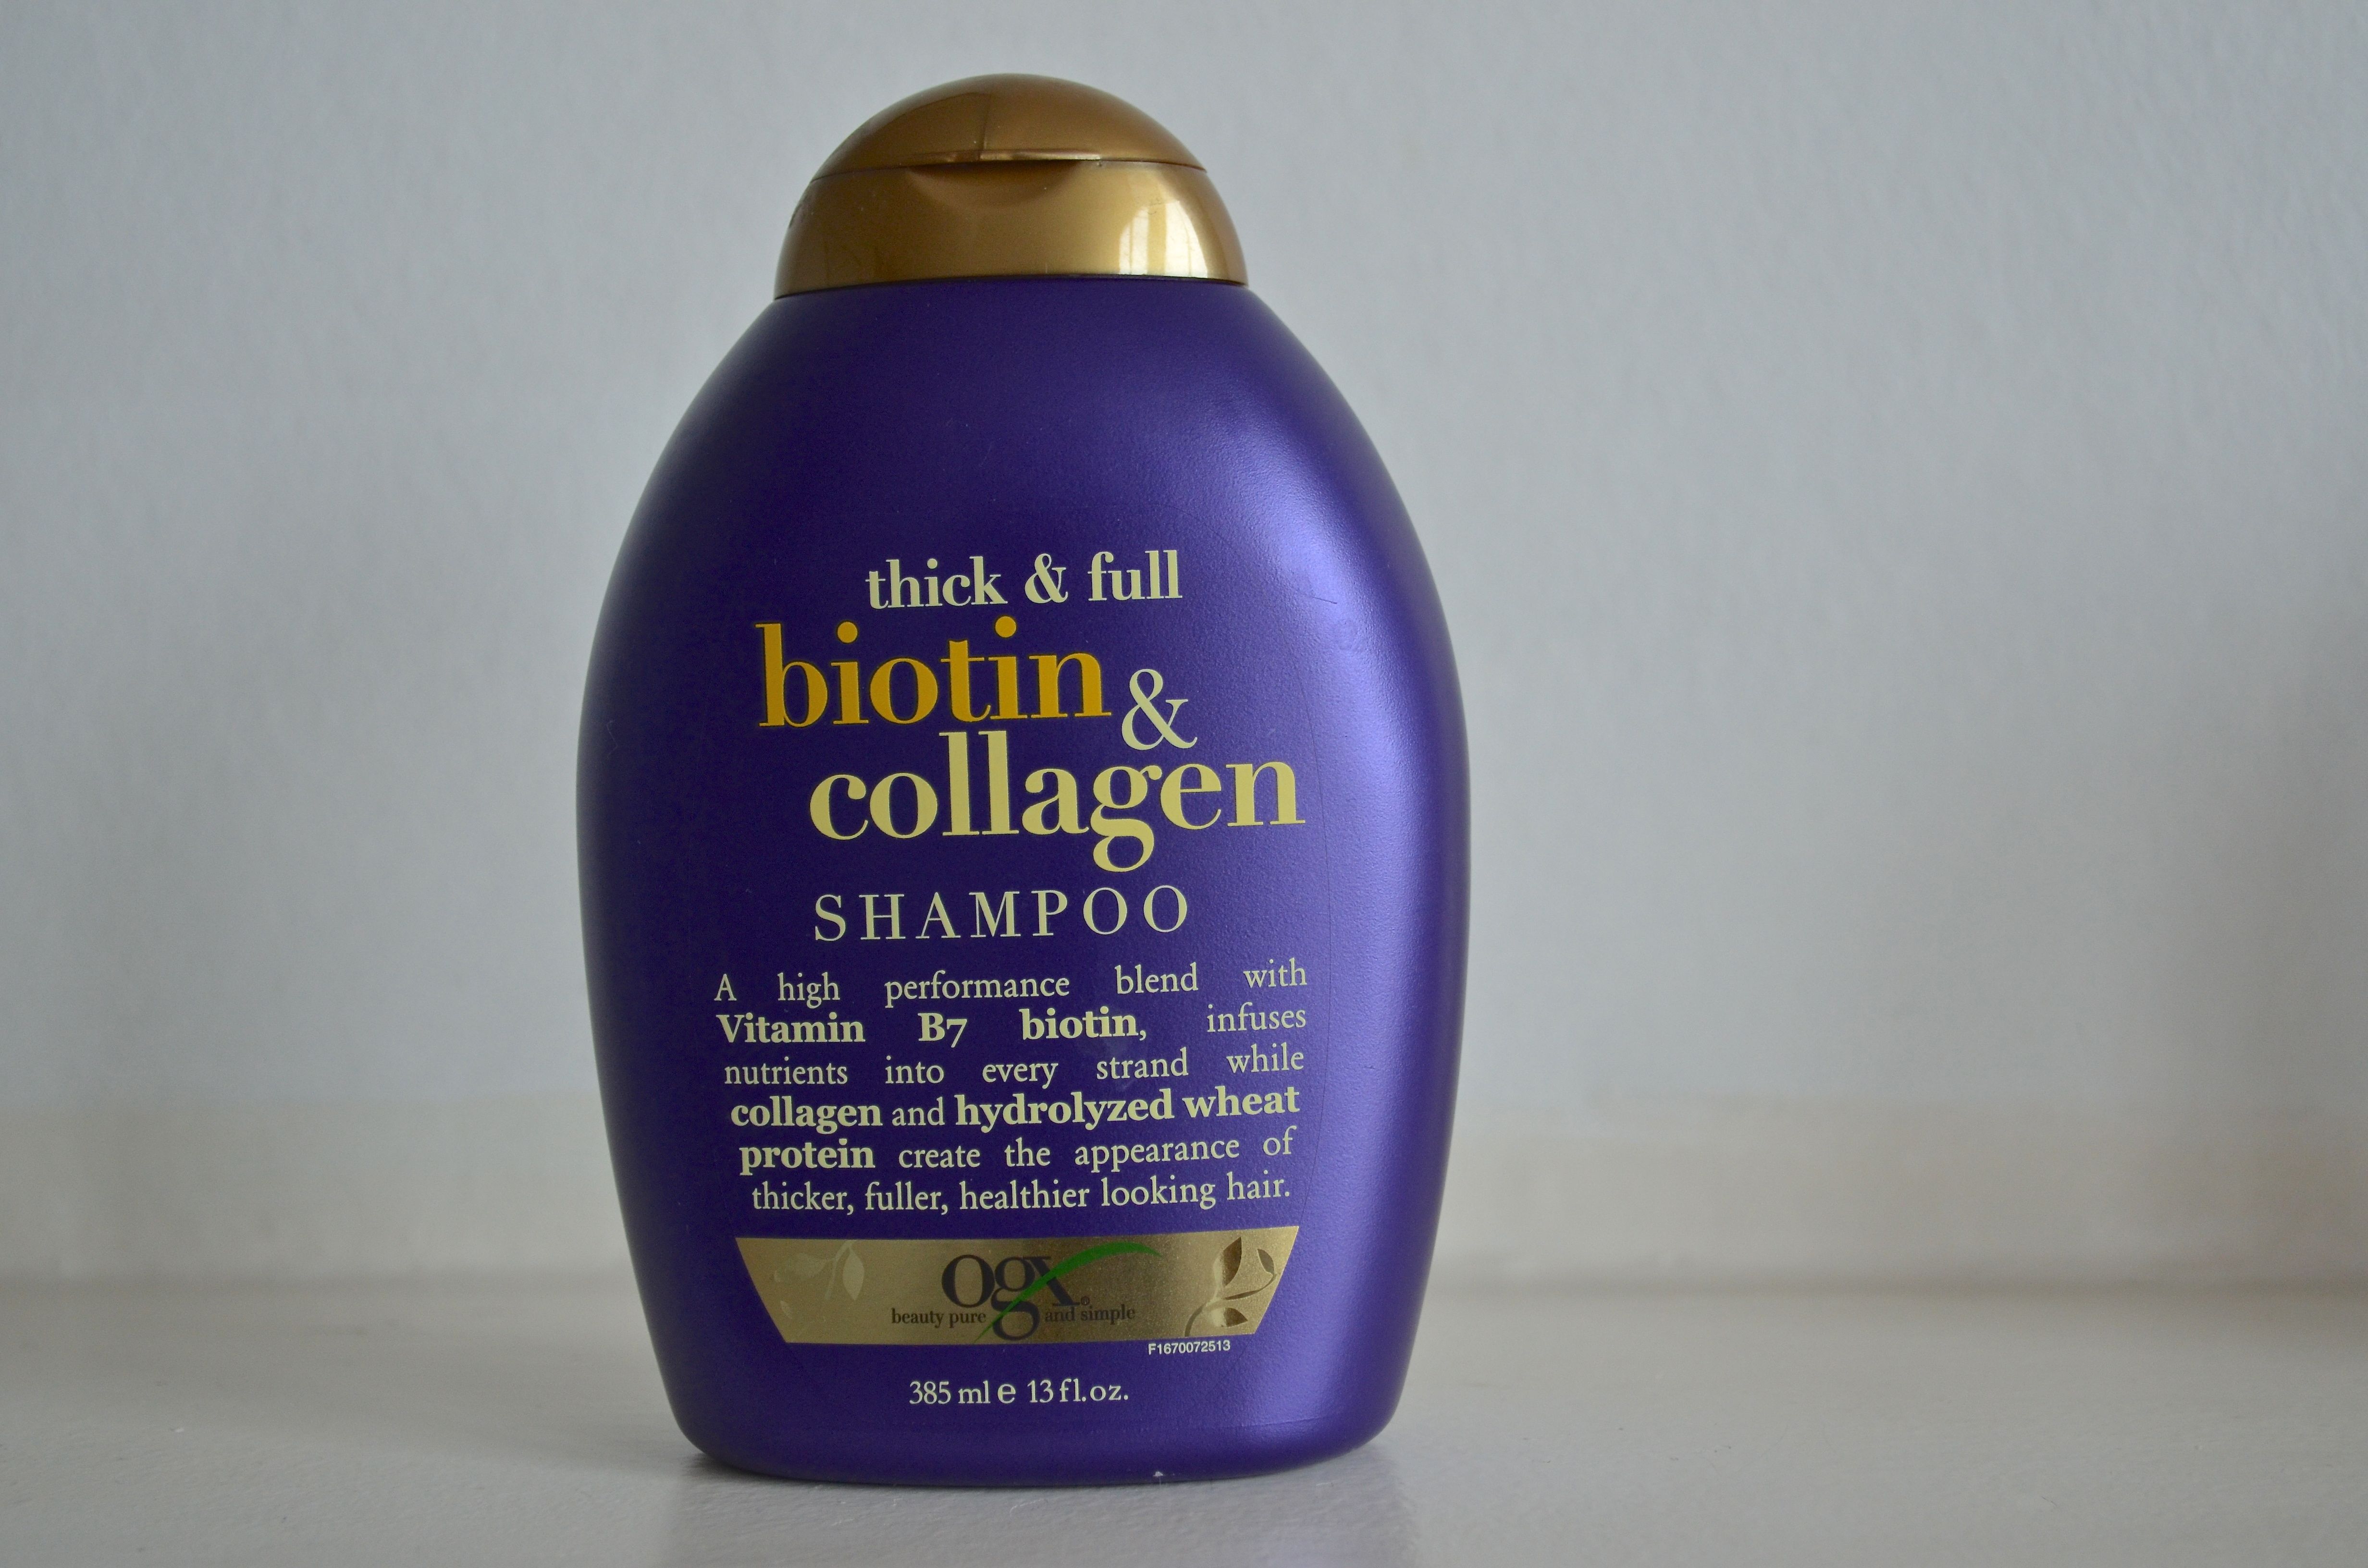 thick & full
biotin &
collagen
SHAMPOO
A high performance blend with
Vitamin B7 biotin, infuses
nutrients into every strand while
collagen and hydrolyzed wheat
protein create the appearance of
thicker, fuller, healthier looking hair.
ogx®
beauty pure and simple
F1670072513
385 ml e 13 fl.oz.